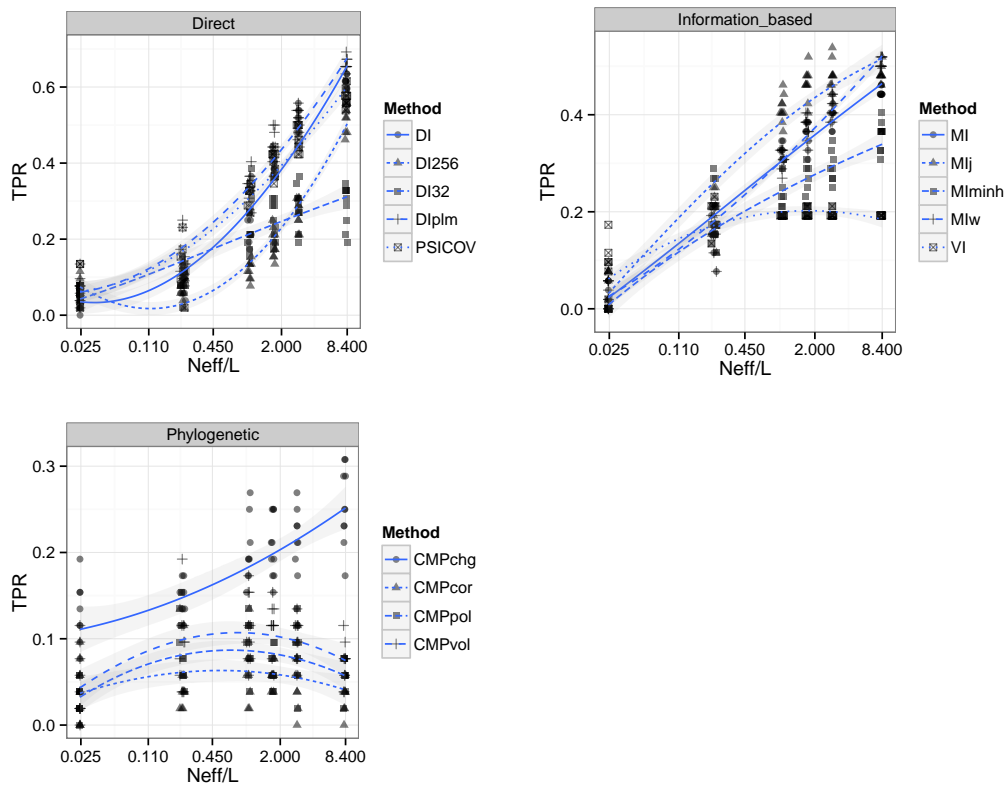 Direct
TPR
0.6
0.4
0.2
0.0
0.025 0.110 0.450 2.000 8.400
Neff/L
Method
DI
DI256
DI32
DIplm
PSICOV
Information_based
TPR
0.4
0.2
0.0
0.025 0.110 0.450 2.000 8.400
Neff/L
Method
MI
MIj
MIminh
MIw
VI
Phylogenetic
TPR
0.3
0.2
0.1
0.0
0.025 0.110 0.450 2.000 8.400
Neff/L
Method
CMPchg
CMPcor
CMPpol
CMPvol